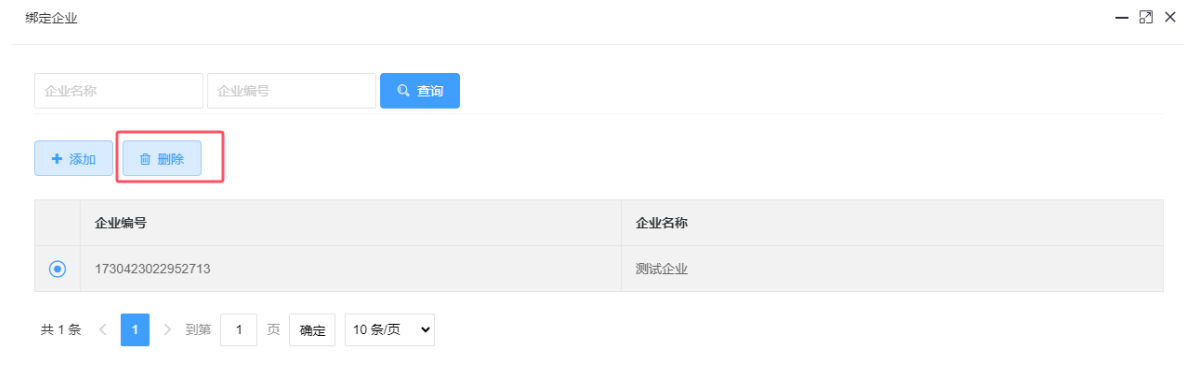 绑定企业
企业名称 企业编号 查询
添加 删除
企业编号 企业名称
1730423022952713 测试企业
共 1 条 1 到第 1 页 确定 10 条/页